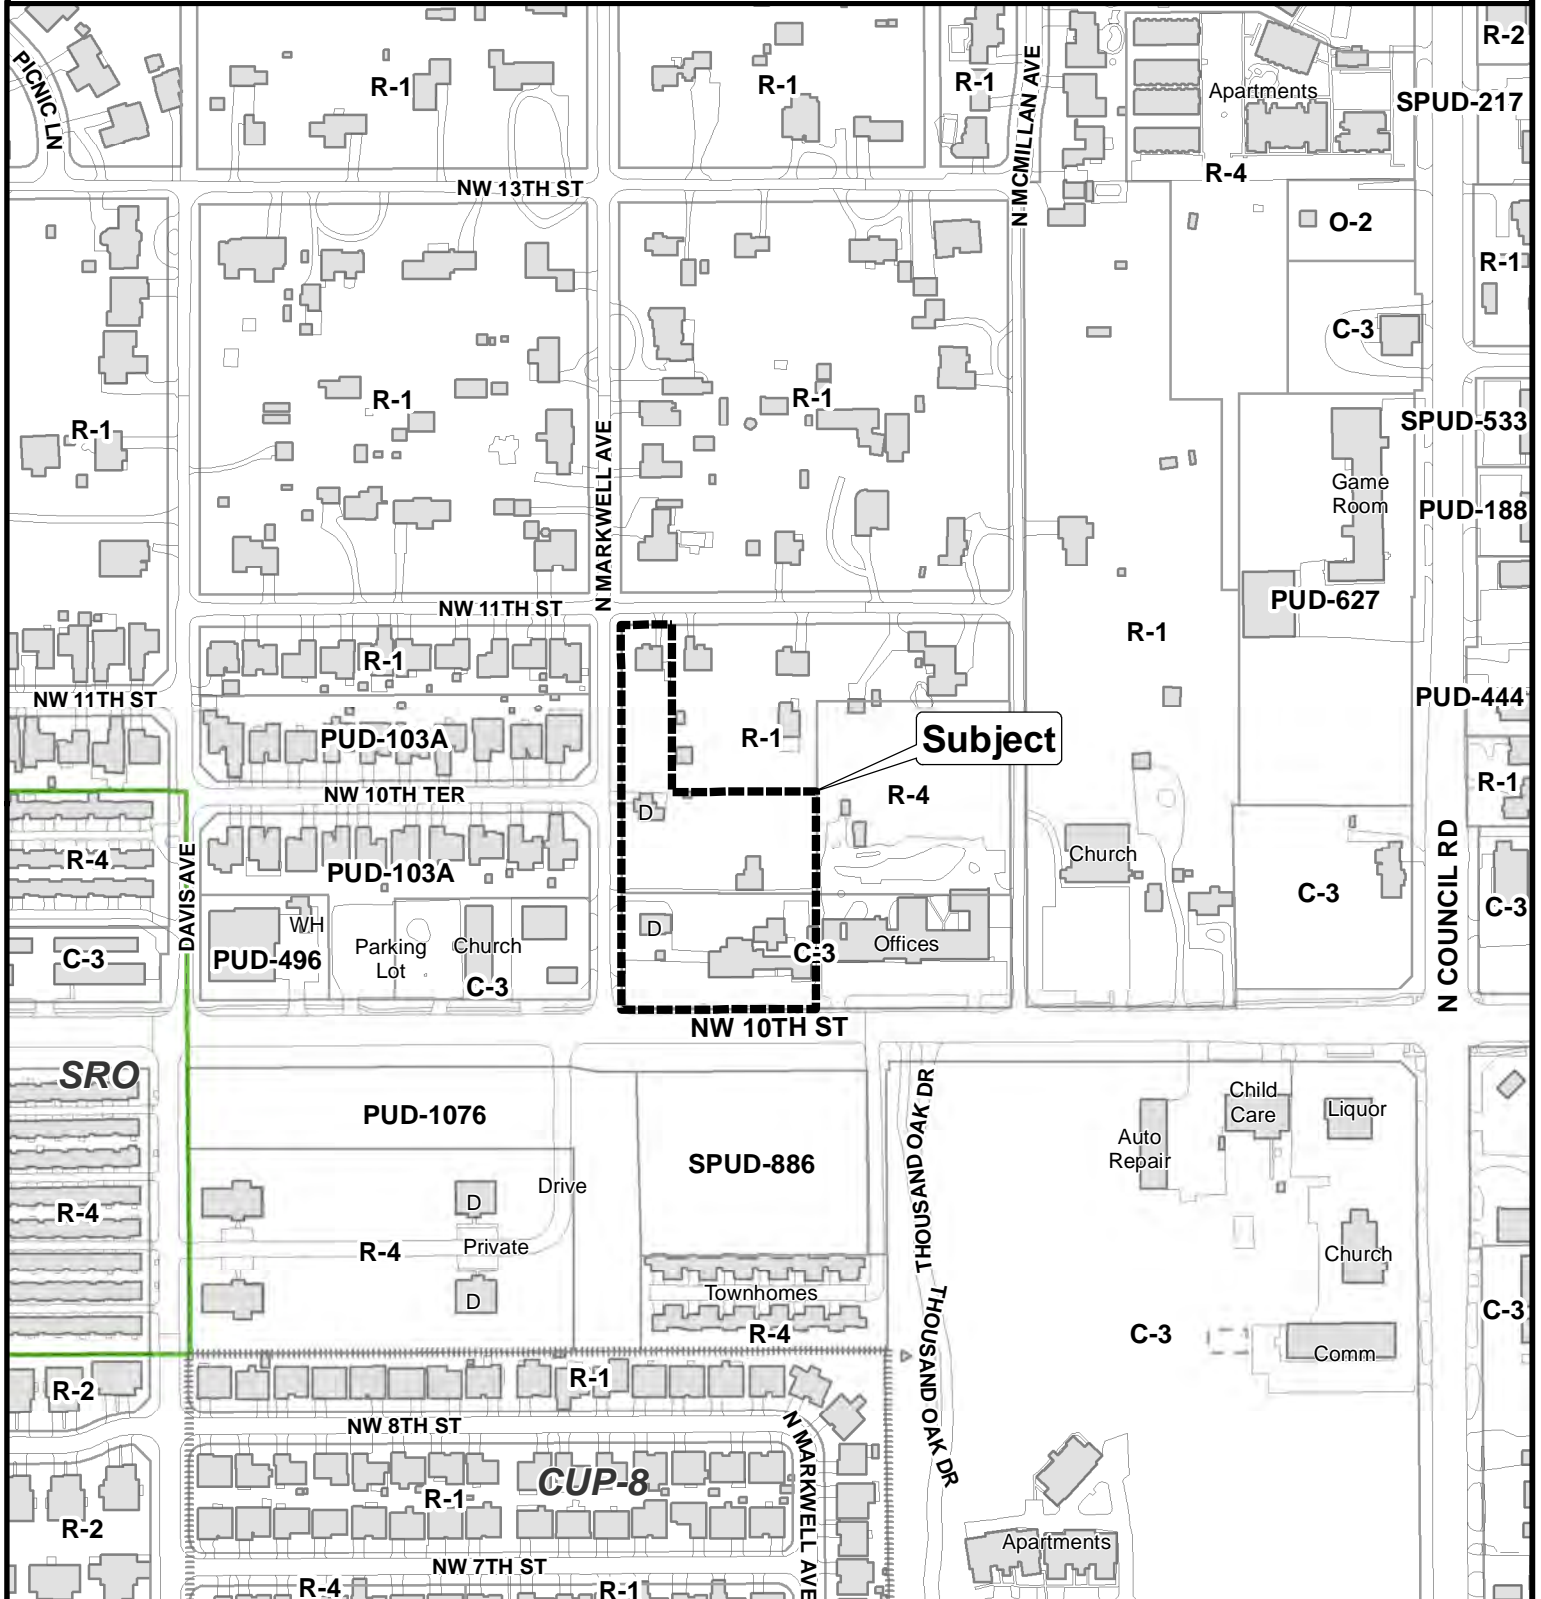 R-2
PICNIC LN
R-1
R-1
R-1
N MCMILLAN AVE
Apartments
SPUD-217
R-4
NW 13TH ST
O-2
R-1
C-3
R-1
R-1
R-1
SPUD-533
N MARKWELL AVE
Game
Room
PUD-188
NW 11TH ST
PUD-627
R-1
R-1
NW 11TH ST
PUD-444
PUD-103A
R-1
Subject
NW 10TH TER
R-4
R-1
D
R-4
DAVIS AVE
PUD-103A
Church
N COUNCIL RD
C-3
C-3
WH
D
PUD-496
Parking
Lot
Church
C-3
C-3
Offices
C-3
NW 10TH ST
SRO
PUD-1076
THOUSAND OAK DR
Child
Care
Liquor
Auto
Repair
SPUD-886
Drive
D
R-4
R-4
Private
Church
D
Townhomes
R-4
THOUSAND OAK DR
C-3
C-3
Comm
R-2
R-1
NW 8TH ST
N MARKWELL AVE
CUP-8
R-1
R-2
Apartments
NW 7TH ST
R-4
R-1